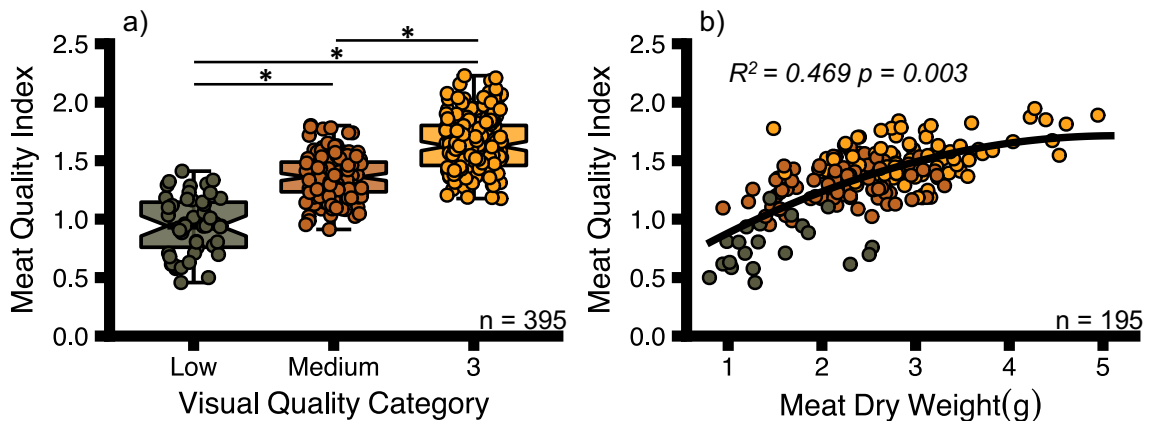 a)
Meat Quality Index
2.5
2.0
1.5
1.0
0.5
0.0
*
*
*
n = 395
Low Medium 3
Visual Quality Category
b)
Meat Quality Index
2.5
2.0
1.5
1.0
0.5
0.0
R² = 0.469 p = 0.003
n = 195
1 2 3 4 5
Meat Dry Weight(g)